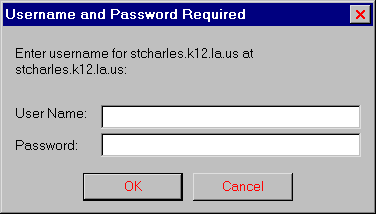 Username and Password Required
Enter username for stcharles.k12.la.us at
stcharles.k12.la.us:
User Name:
Password:
OK
Cancel